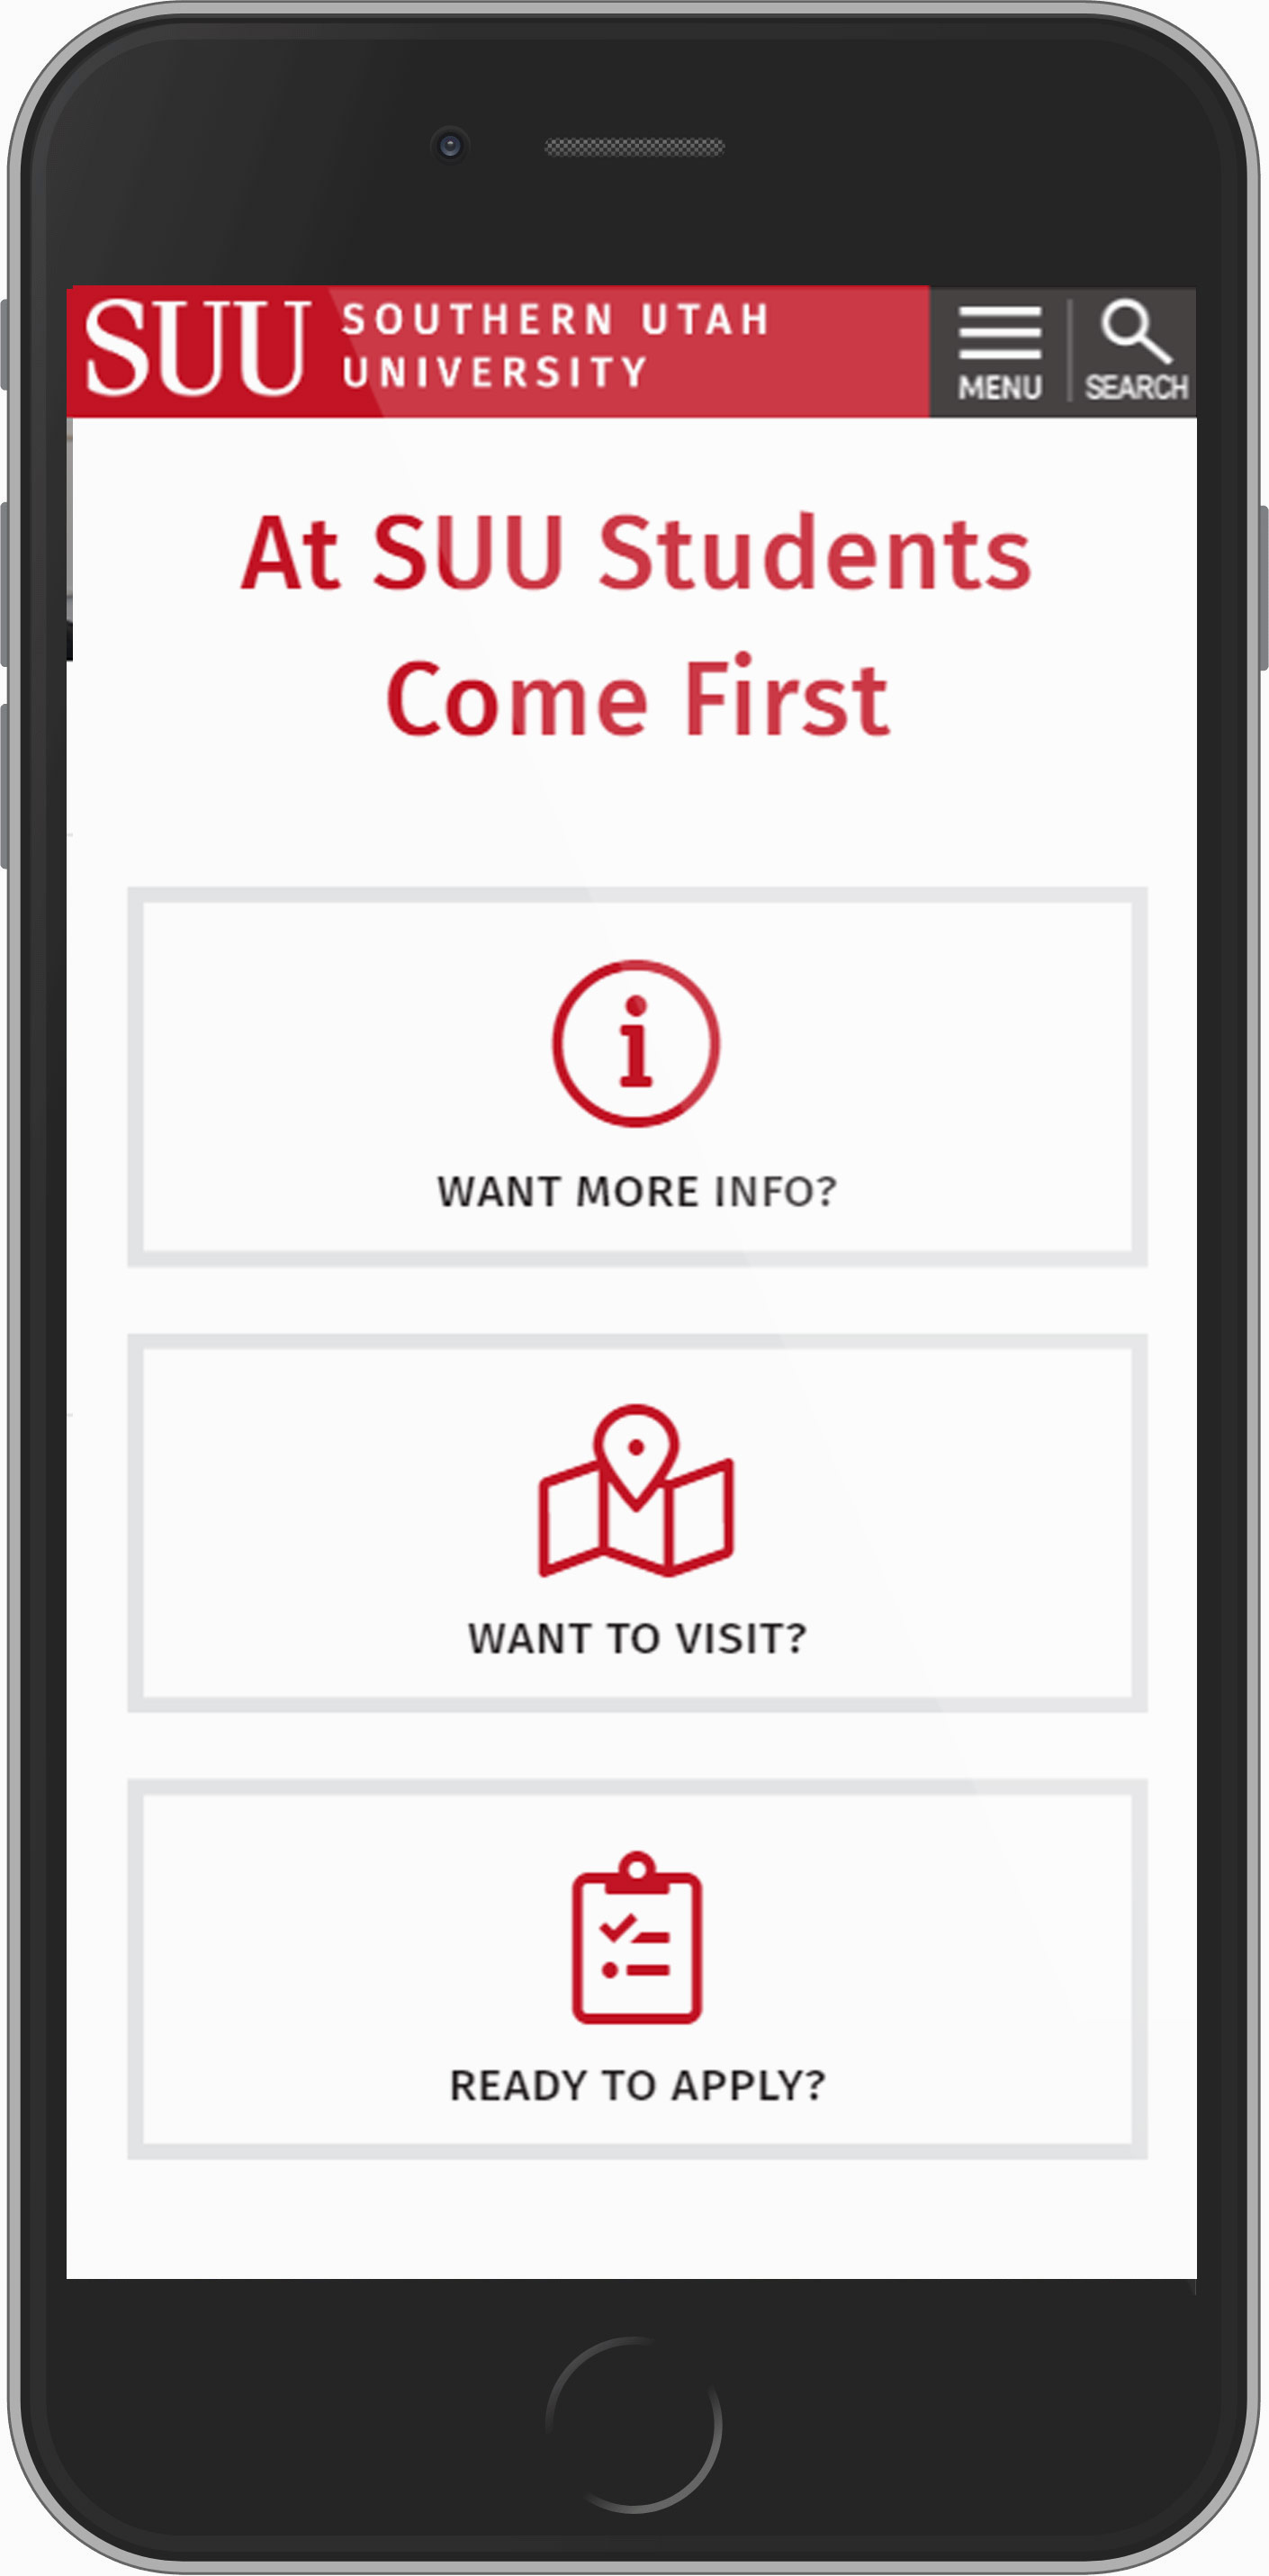 SUU
SOUTHERN UTAH
UNIVERSITY
MENU
SEARCH
At SUU Students
Come First
WANT MORE INFO?
WANT TO VISIT?
READY TO APPLY?